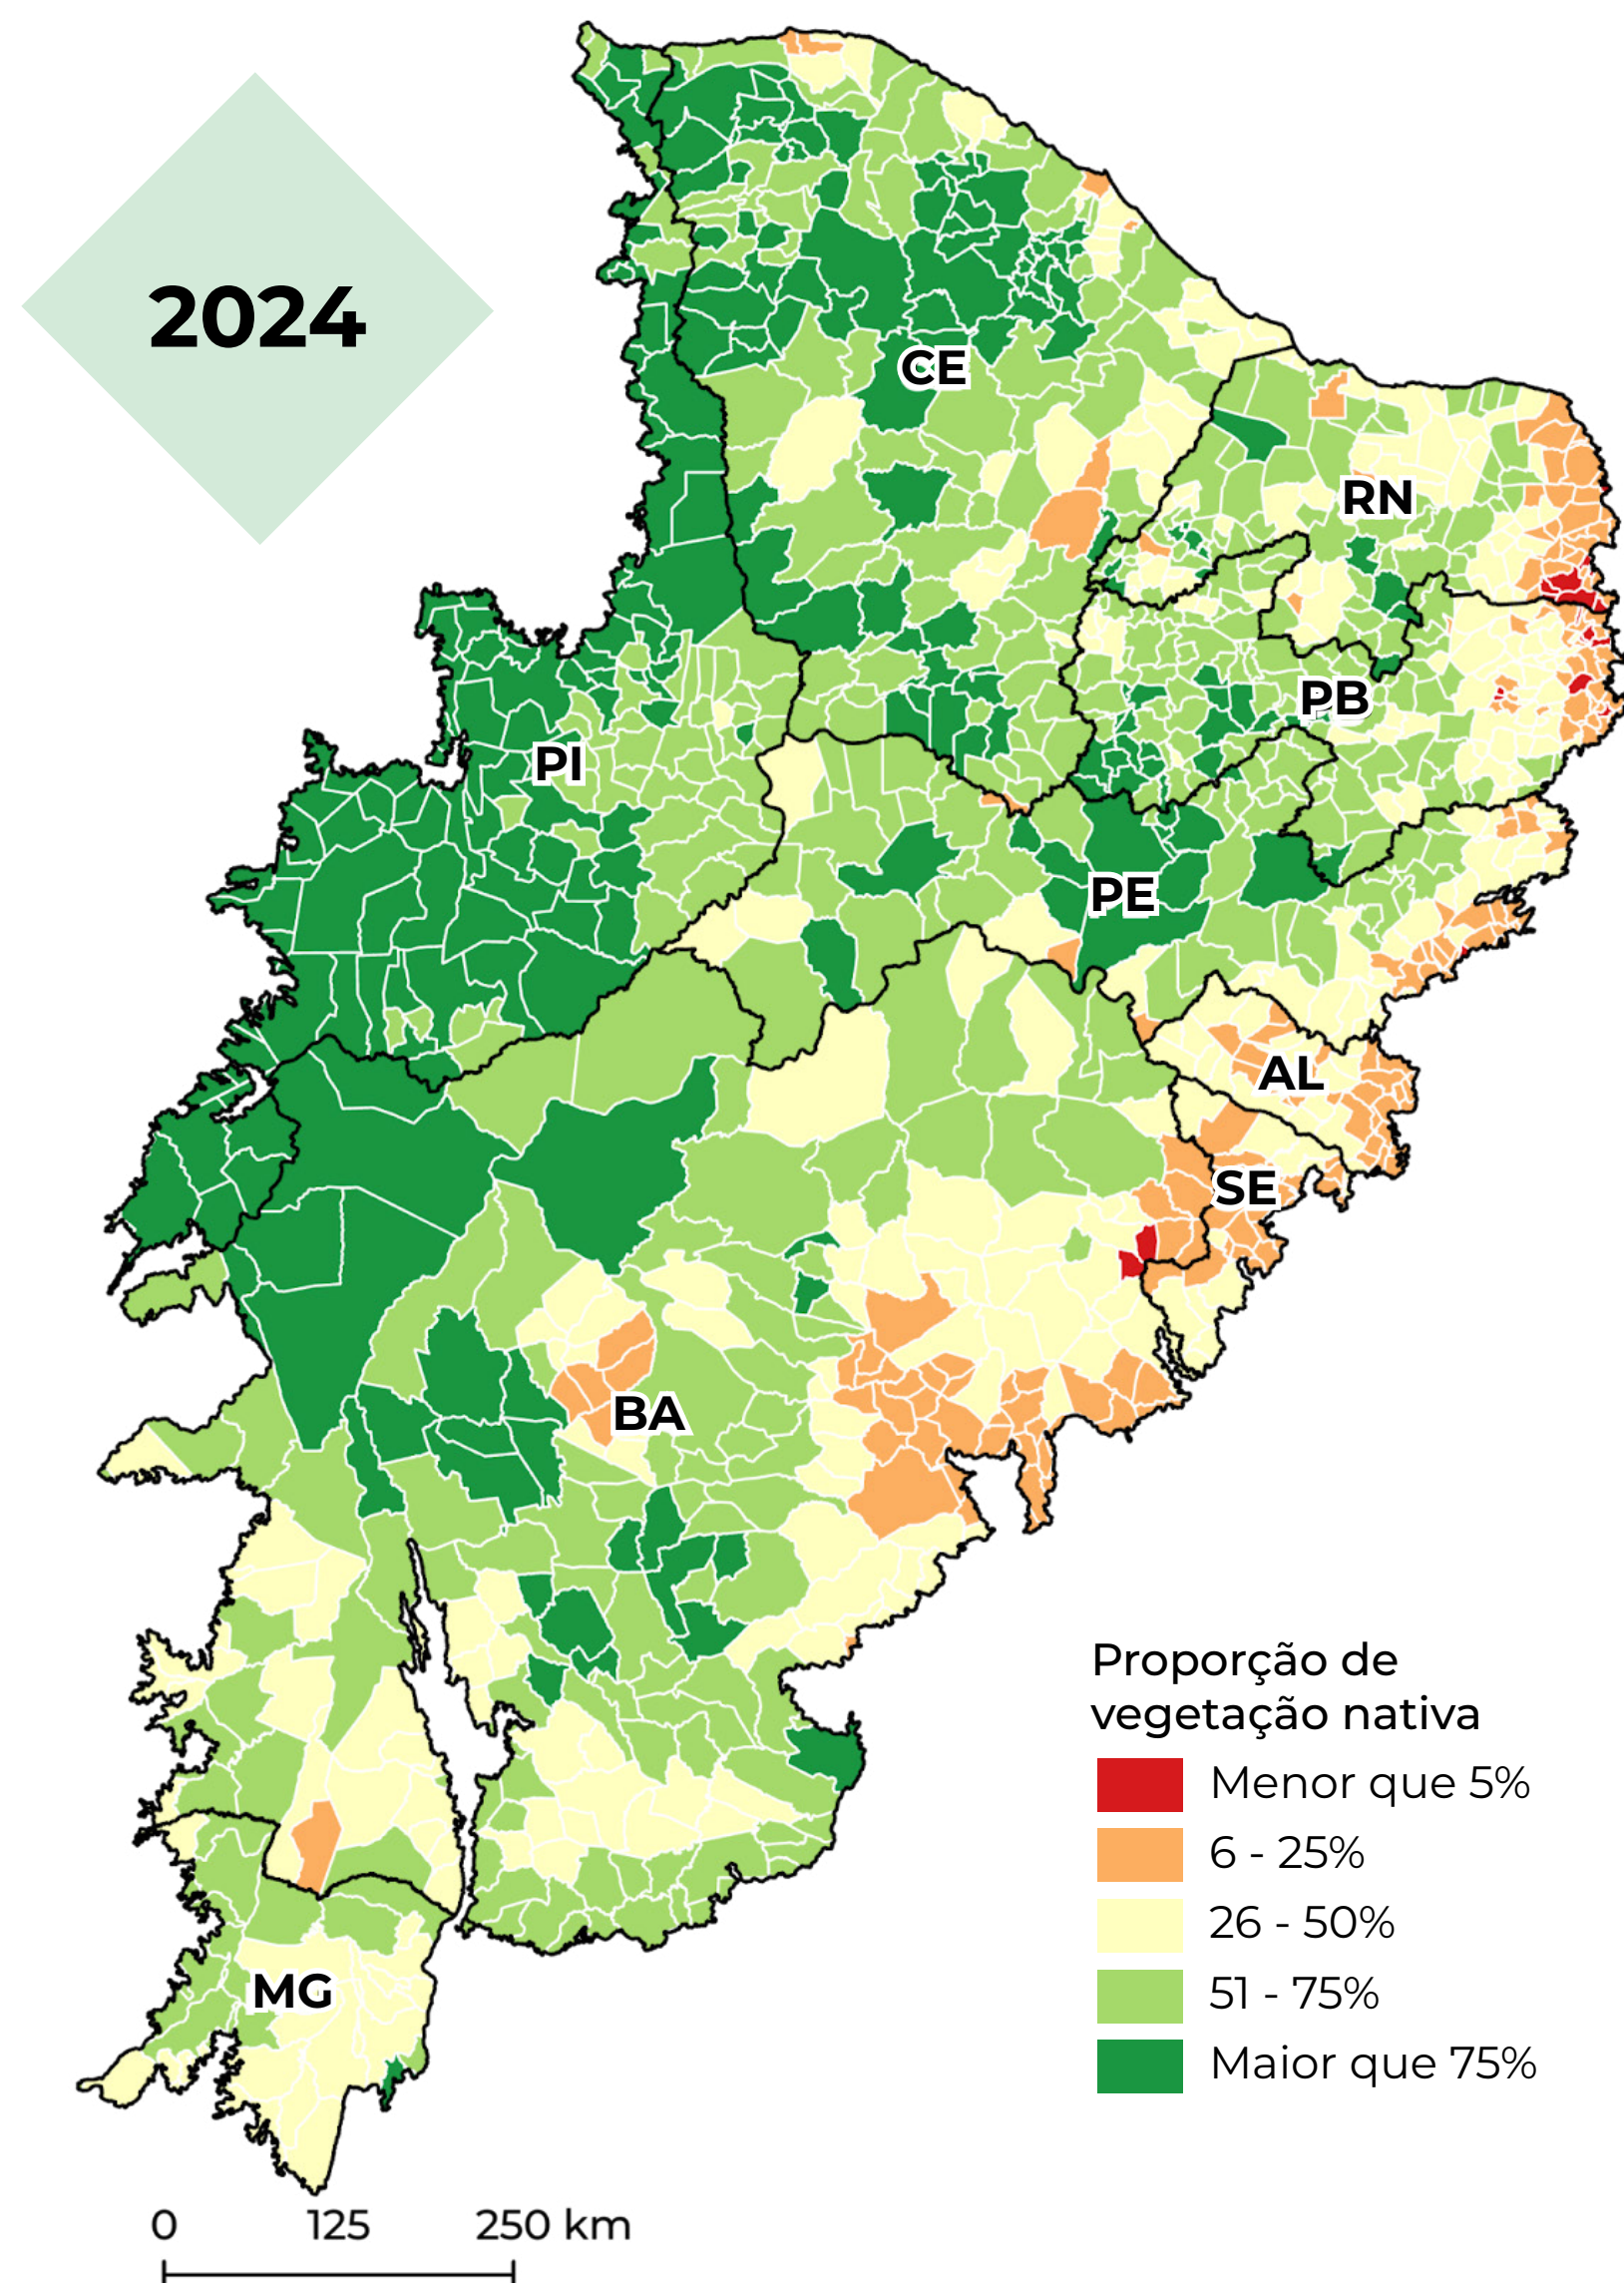 2024
CE
RN
PB
PI
PE
AL
SE
BA
MG
Proporção de
vegetação nativa
Menor que 5%
6 - 25%
26 - 50%
51 - 75%
Maior que 75%
0 125 250 km